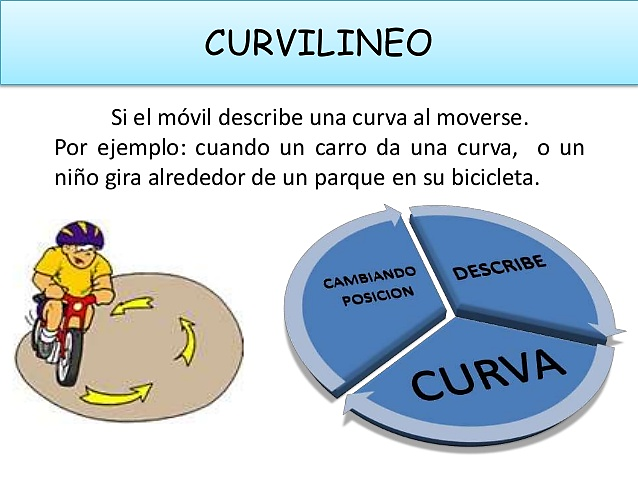 CURVILINEO
Si el móvil describe una curva al moverse.
Por ejemplo: cuando un carro da una curva, o un
niño gira alrededor de un parque en su bicicleta.
CAMBIANDO
POSICION
DESCRIBE
CURVA